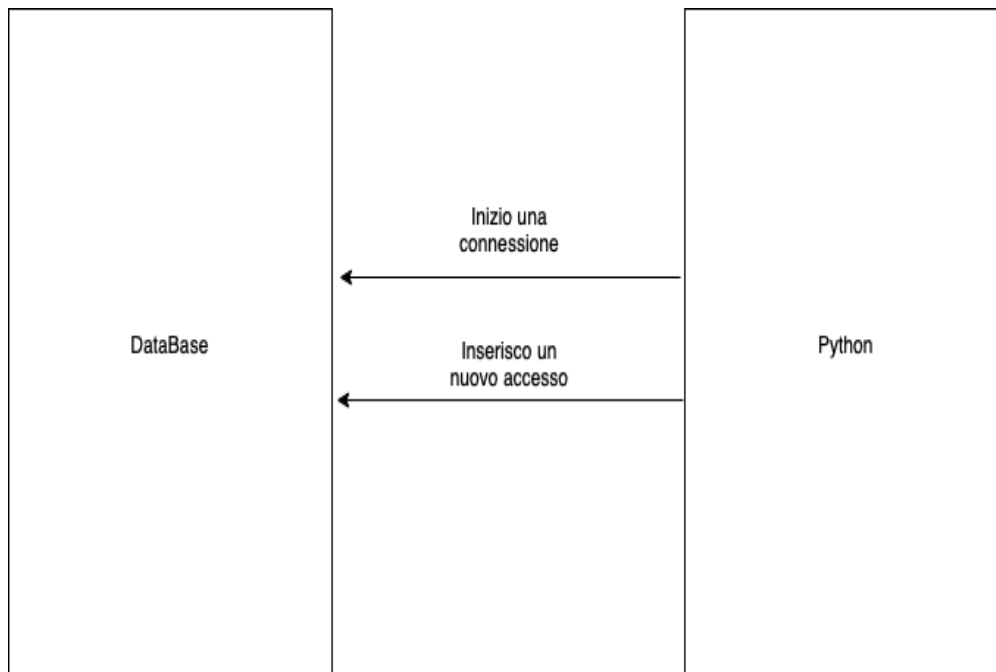 Inizio una
connessione
DataBase
Python
Inserisco un
nuovo accesso